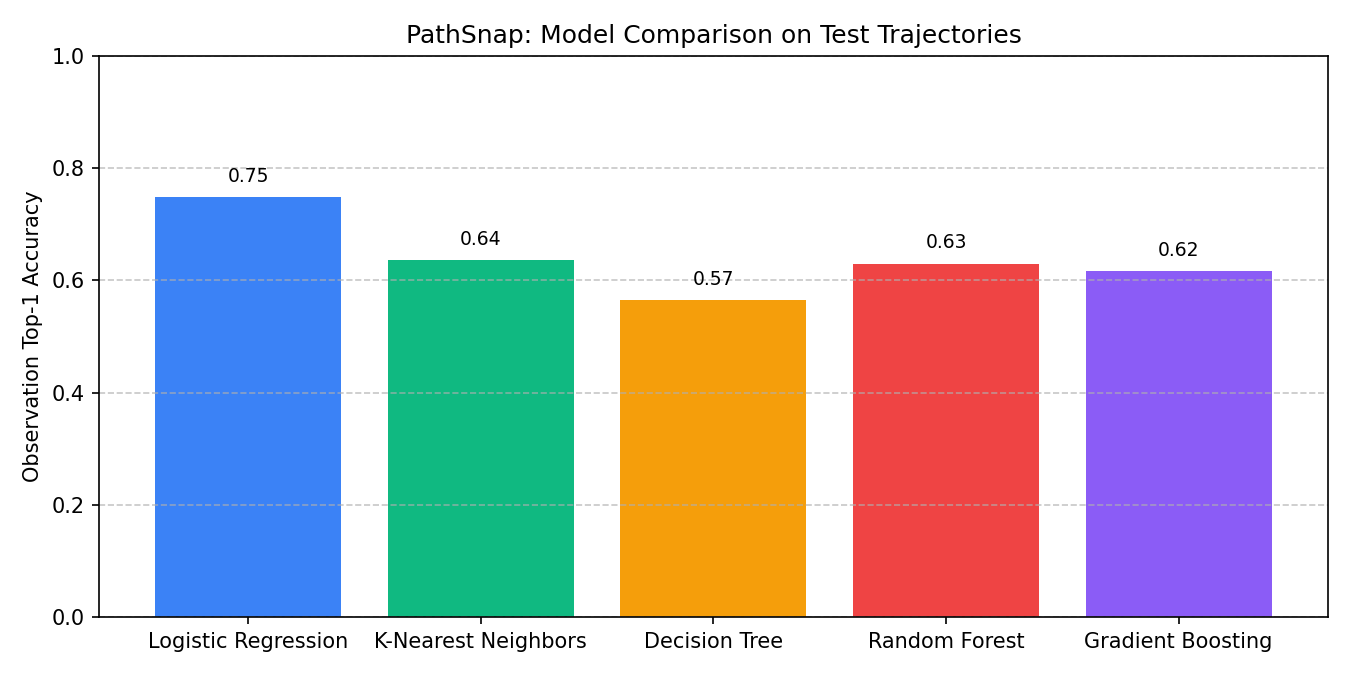 PathSnap: Model Comparison on Test Trajectories
Observation Top-1 Accuracy
1.0
0.8
0.6
0.4
0.2
0.0
0.75
0.64
0.57
0.63
0.62
Logistic Regression
K-Nearest Neighbors
Decision Tree
Random Forest
Gradient Boosting